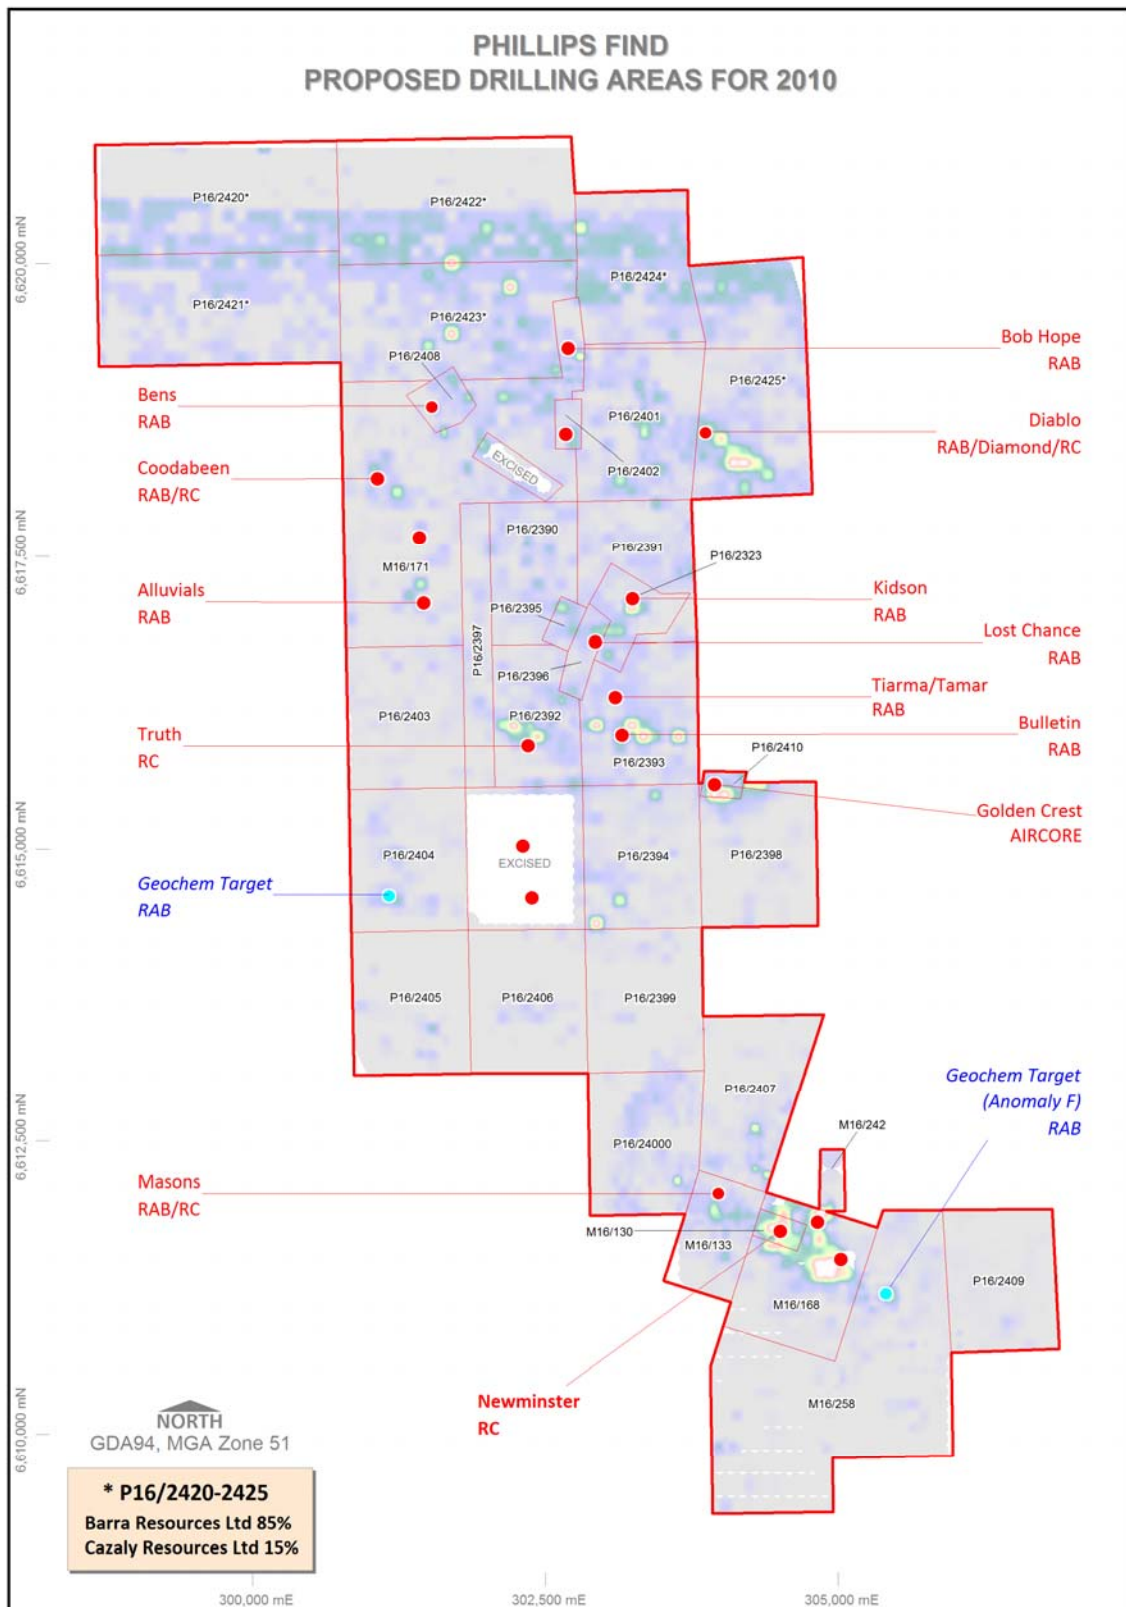 PHILLIPS FIND
PROPOSED DRILLING AREAS FOR 2010
P16/2420*
P16/2422*
6,620,000 mN
P16/2424*
P16/2421*
P16/2423*
Bob Hope
RAB
P16/2408
P16/2425*
Bens
RAB
P16/2401
Diablo
RAB/Diamond/RC
Coodabeen
RAB/RC
EXCISED
P16/2402
P16/2390
6,617,500 mN
P16/2391
P16/2323
M16/171
Alluvials
RAB
Kidson
RAB
P16/2395
P16/2397
Lost Chance
RAB
P16/2396
Tiarma/Tamar
RAB
P16/2403
P16/2392
Truth
RC
Bulletin
RAB
P16/2393
P16/2410
Golden Crest
AIRCORE
6,615,000 mN
P16/2404
EXCISED
P16/2394
P16/2398
Geochem Target
RAB
P16/2405
P16/2406
P16/2399
Geochem Target
(Anomaly F)
RAB
P16/2407
6,612,500 mN
M16/242
P16/24000
Masons
RAB/RC
M16/130
M16/133
P16/2409
M16/168
Newminster
RC
M16/258
6,610,000 mN
NORTH
GDA94, MGA Zone 51
* P16/2420-2425
Barra Resources Ltd 85%
Cazaly Resources Ltd 15%
300,000 mE
302,500 mE
305,000 mE